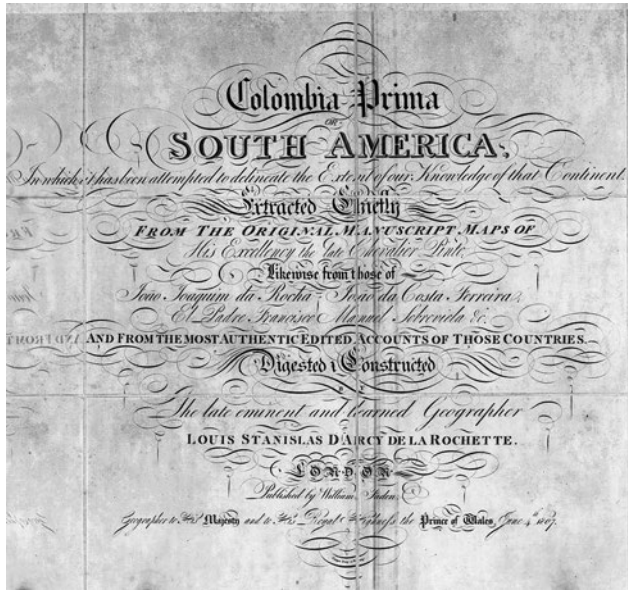 Colombia Prima
OR
SOUTH AMERICA,
In which it has been attempted to delineate the Extent of our Knowledge of that Continent.
Extracted Chiefly
FROM THE ORIGINAL MANUSCRIPT MAPS OF
His Excellency the late Chevalier Pinto,
Likewise from those of
João Joaquim da Rocha, João da Costa Ferreira,
El Padre Francisco Manuel Sobreviela &c.
AND FROM THE MOST AUTHENTIC EDITED ACCOUNTS OF THOSE COUNTRIES.
Digested & Constructed
BY
The late eminent and learned Geographer
LOUIS STANISLAS D'ARCY DE LA ROCHETTE.
LONDON
Published by William Faden,
Geographer to His Majesty and to His Royal Highness the Prince of Wales, June 4th 1807.